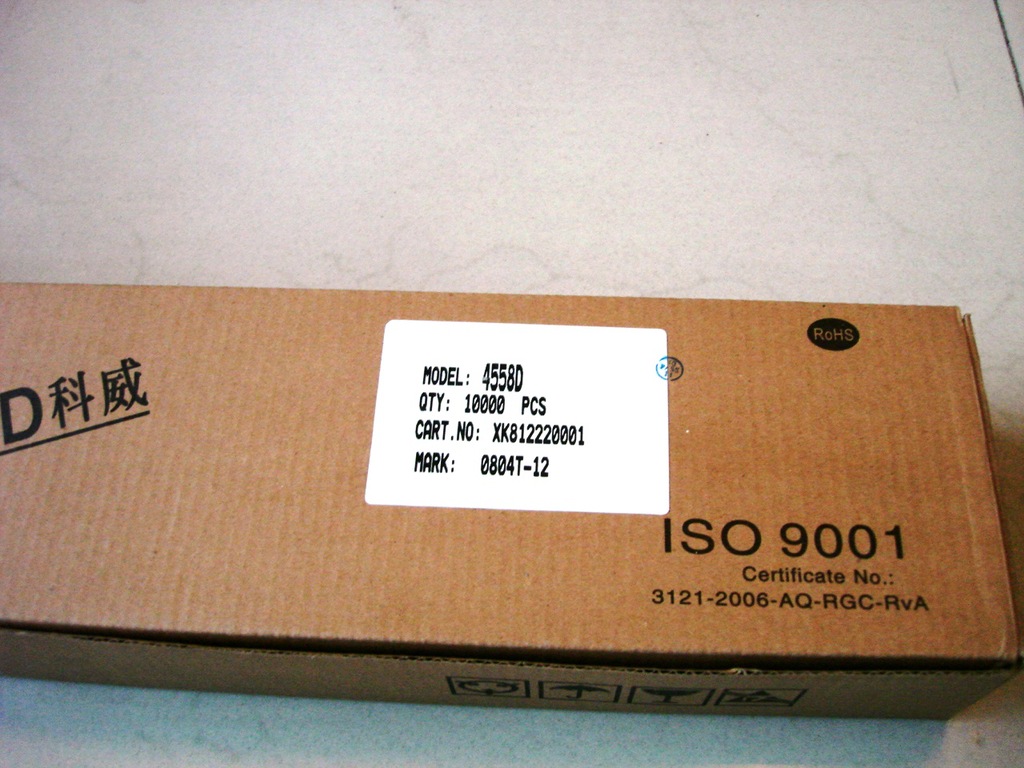 D科威
RoHS
MODEL: 4558D
QTY: 10000 PCS
CART.NO: XK812220001
MARK: 0804T-12
ISO 9001
Certificate No.:
3121-2006-AQ-RGC-RvA